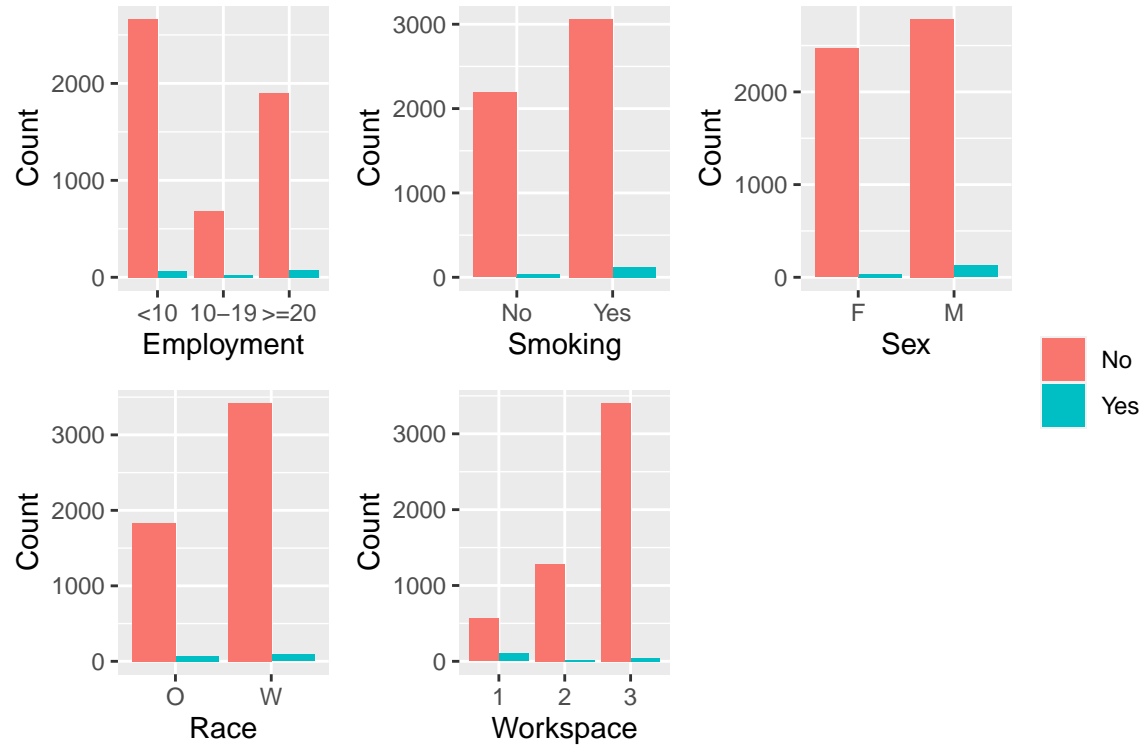 Count
2000
1000
0
<10 10−19 >=20
Employment
Count
3000
2000
1000
0
No Yes
Smoking
Count
2000
1000
0
F M
Sex
No
Yes
Count
3000
2000
1000
0
O W
Race
Count
3000
2000
1000
0
1 2 3
Workspace